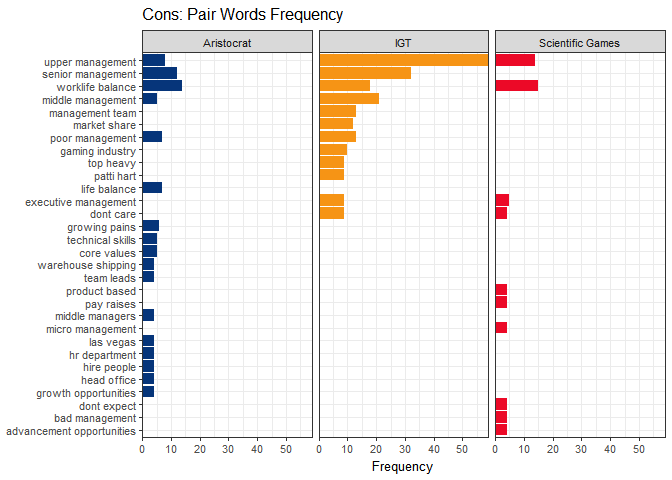 Cons: Pair Words Frequency
Aristocrat
IGT
Scientific Games
upper management
senior management
worklife balance
middle management
management team
market share
poor management
gaming industry
top heavy
patti hart
life balance
executive management
dont care
growing pains
technical skills
core values
warehouse shipping
team leads
product based
pay raises
middle managers
micro management
las vegas
hr department
hire people
head office
growth opportunities
dont expect
bad management
advancement opportunities
0 10 20 30 40 50
0 10 20 30 40 50
0 10 20 30 40 50
Frequency